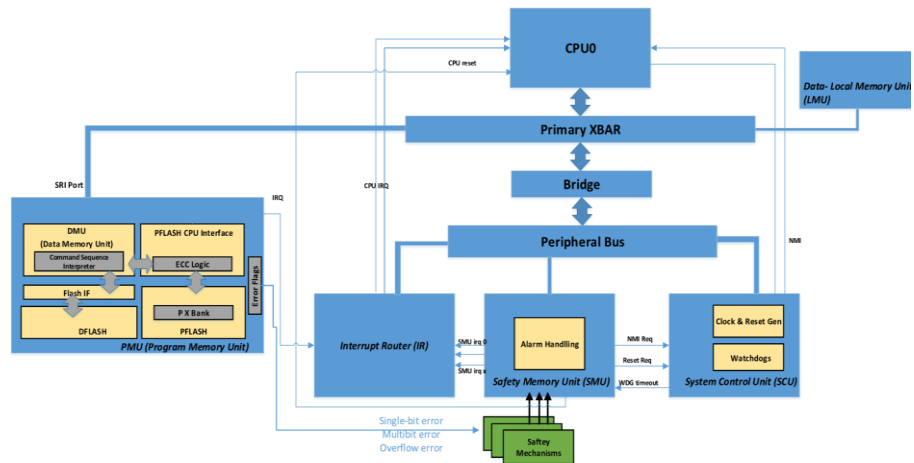 CPU0
CPU reset
Data- Local Memory Unit
(LMU)
Primary XBAR
SRI Port
CPU IRQ
Bridge
IRQ
NMI
Peripheral Bus
DMU
(Data Memory Unit)
Command Sequence
Interpreter
PFLASH CPU Interface
ECC Logic
Error Flags
Flash IF
DFLASH
P X Bank
PFLASH
PMU (Program Memory Unit)
Interrupt Router (IR)
SMU irq 0
SMU irq x
Alarm Handlling
Safety Memory Unit (SMU)
NMI Req
Reset Req
WDG timeout
Clock & Reset Gen
Watchdogs
System Control Unit (SCU)
Single-bit error
Multibit error
Overflow error
Saftey
Mechanisms